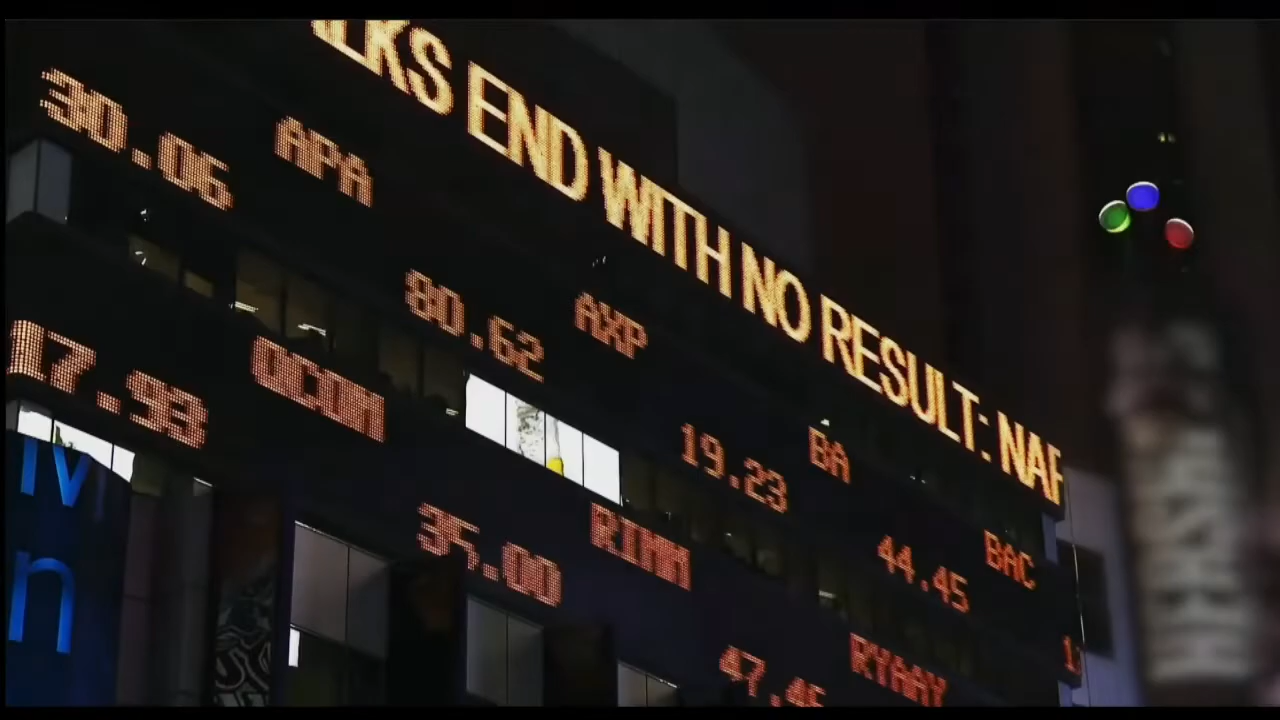 LKS END WITH NO RESULT: NAF
30.06 APA 80.62 AXP 19.23 BA 44.45 BAC
17.93 QCOM 35.00 RIMM 47.45 RYAAY
n